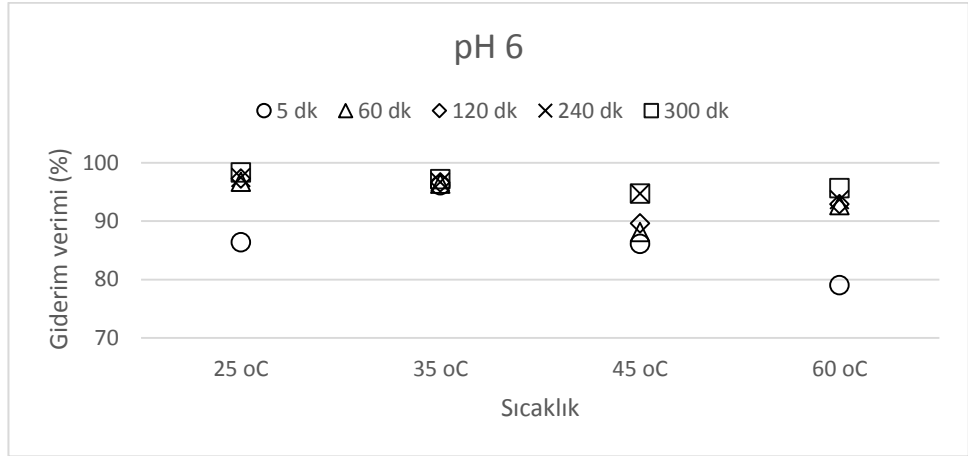 pH 6
5 dk 60 dk 120 dk 240 dk 300 dk
Giderim verimi (%)
100
90
80
70
25 oC 35 oC 45 oC 60 oC
Sıcaklık